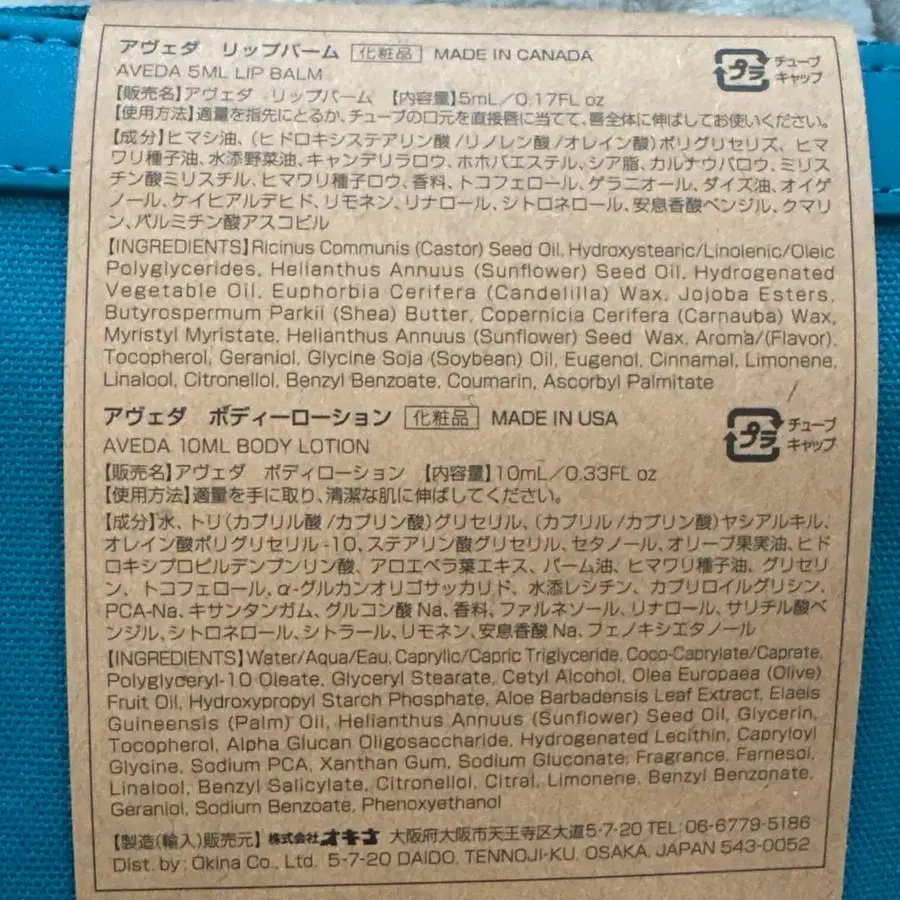 アヴェダ リップバーム 化粧品 MADE IN CANADA
AVEDA 5ML LIP BALM
プラ チューブ
キャップ
【販売名】アヴェダ リップバーム 【内容量】5mL/0.17FL oz
【使用方法】適量を指先にとるか、チューブの口元を直接唇に当てて、唇全体に伸ばしてお使いください。
【成分】ヒマシ油、(ヒドロキシステアリン酸/リノレン酸/オレイン酸)ポリグリセリズ、ヒマ
ワリ種子油、水添野菜油、キャンデリラロウ、ホホバエステル、シア脂、カルナウバロウ、ミリス
チン酸ミリスチル、ヒマワリ種子ロウ、香料、トコフェロール、ゲラニオール、ダイズ油、オイゲ
ノール、ケイヒアルデヒド、リモネン、リナロール、シトロネロール、安息香酸ベンジル、クマリ
ン、パルミチン酸アスコビル
【INGREDIENTS】Ricinus Communis (Castor) Seed Oil, Hydroxystearic/Linolenic/Oleic
Polyglycerides, Helianthus Annuus (Sunflower) Seed Oil, Hydrogenated
Vegetable Oil, Euphorbia Cerifera (Candelilla) Wax, Jojoba Esters,
Butyrospermum Parkii (Shea) Butter, Copernicia Cerifera (Carnauba) Wax,
Myristyl Myristate, Helianthus Annuus (Sunflower) Seed Wax, Aroma/(Flavor),
Tocopherol, Geraniol, Glycine Soja (Soybean) Oil, Eugenol, Cinnamal, Limonene,
Linalool, Citronellol, Benzyl Benzoate, Coumarin, Ascorbyl Palmitate
アヴェダ ボディーローション 化粧品 MADE IN USA
AVEDA 10ML BODY LOTION
プラ チューブ
キャップ
【販売名】アヴェダ ボディローション 【内容量】10mL/0.33FL oz
【使用方法】適量を手に取り、清潔な肌に伸ばしてください。
【成分】水、トリ(カプリル酸/カプリン酸)グリセリル、(カプリル/カプリン酸)ヤシアルキル、
オレイン酸ポリグリセリル-10、ステアリン酸グリセリル、セタノール、オリーブ果実油、ヒド
ロキシプロピルデンプンリン酸、アロエベラ葉エキス、パーム油、ヒマワリ種子油、グリセリ
ン、トコフェロール、α-グルカンオリゴサッカリド、水添レシチン、カプリロイルグリシン、
PCA-Na、キサンタンガム、グルコン酸Na、香料、ファルネソール、リナロール、サリチル酸ベ
ンジル、シトロネロール、シトラール、リモネン、安息香酸Na、フェノキシエタノール
【INGREDIENTS】Water/Aqua/Eau, Caprylic/Capric Triglyceride, Coco-Caprylate/Caprate,
Polyglyceryl-10 Oleate, Glyceryl Stearate, Cetyl Alcohol, Olea Europaea (Olive)
Fruit Oil, Hydroxypropyl Starch Phosphate, Aloe Barbadensis Leaf Extract, Elaeis
Guineensis (Palm) Oil, Helianthus Annuus (Sunflower) Seed Oil, Glycerin,
Tocopherol, Alpha Glucan Oligosaccharide, Hydrogenated Lecithin, Capryloyl
Glycine, Sodium PCA, Xanthan Gum, Sodium Gluconate, Fragrance, Farnesol,
Linalool, Benzyl Salicylate, Citronellol, Citral, Limonene, Benzyl Benzonate,
Geraniol, Sodium Benzoate, Phenoxyethanol
【製造(輸入)販売元】株式会社オキナ 大阪府大阪市天王寺区大道5-7-20 TEL:06-6779-5186
Dist. by: Okina Co., Ltd. 5-7-20 DAIDO, TENNOJI-KU, OSAKA, JAPAN 543-0052